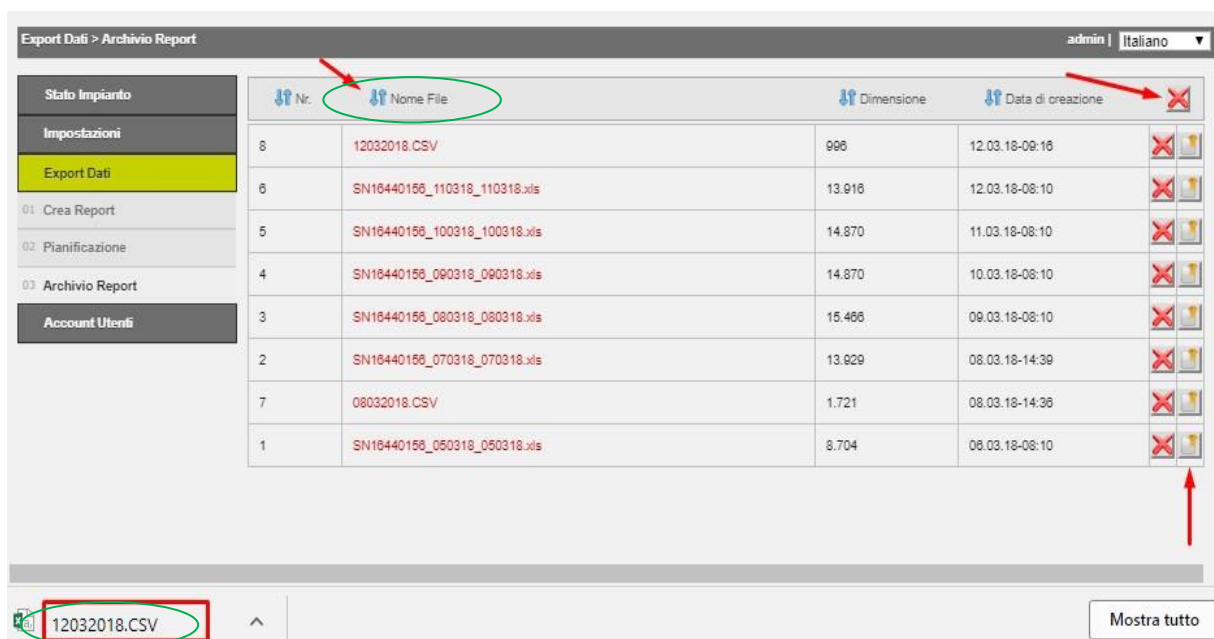 Export Dati > Archivio Report
admin | Italiano
Stato Impianto
Impostazioni
Export Dati
01 Crea Report
02 Pianificazione
03 Archivio Report
Account Utenti
Nr. Nome File Dimensione Data di creazione
8 12032018.CSV 996 12.03.18-09:16
6 SN16440156_110318_110318.xls 13.916 12.03.18-08:10
5 SN16440156_100318_100318.xls 14.870 11.03.18-08:10
4 SN16440156_090318_090318.xls 14.870 10.03.18-08:10
3 SN16440156_080318_080318.xls 15.466 09.03.18-08:10
2 SN16440156_070318_070318.xls 13.929 08.03.18-14:39
7 08032018.CSV 1.721 08.03.18-14:36
1 SN16440156_050318_050318.xls 8.704 06.03.18-08:10
12032018.CSV
Mostra tutto